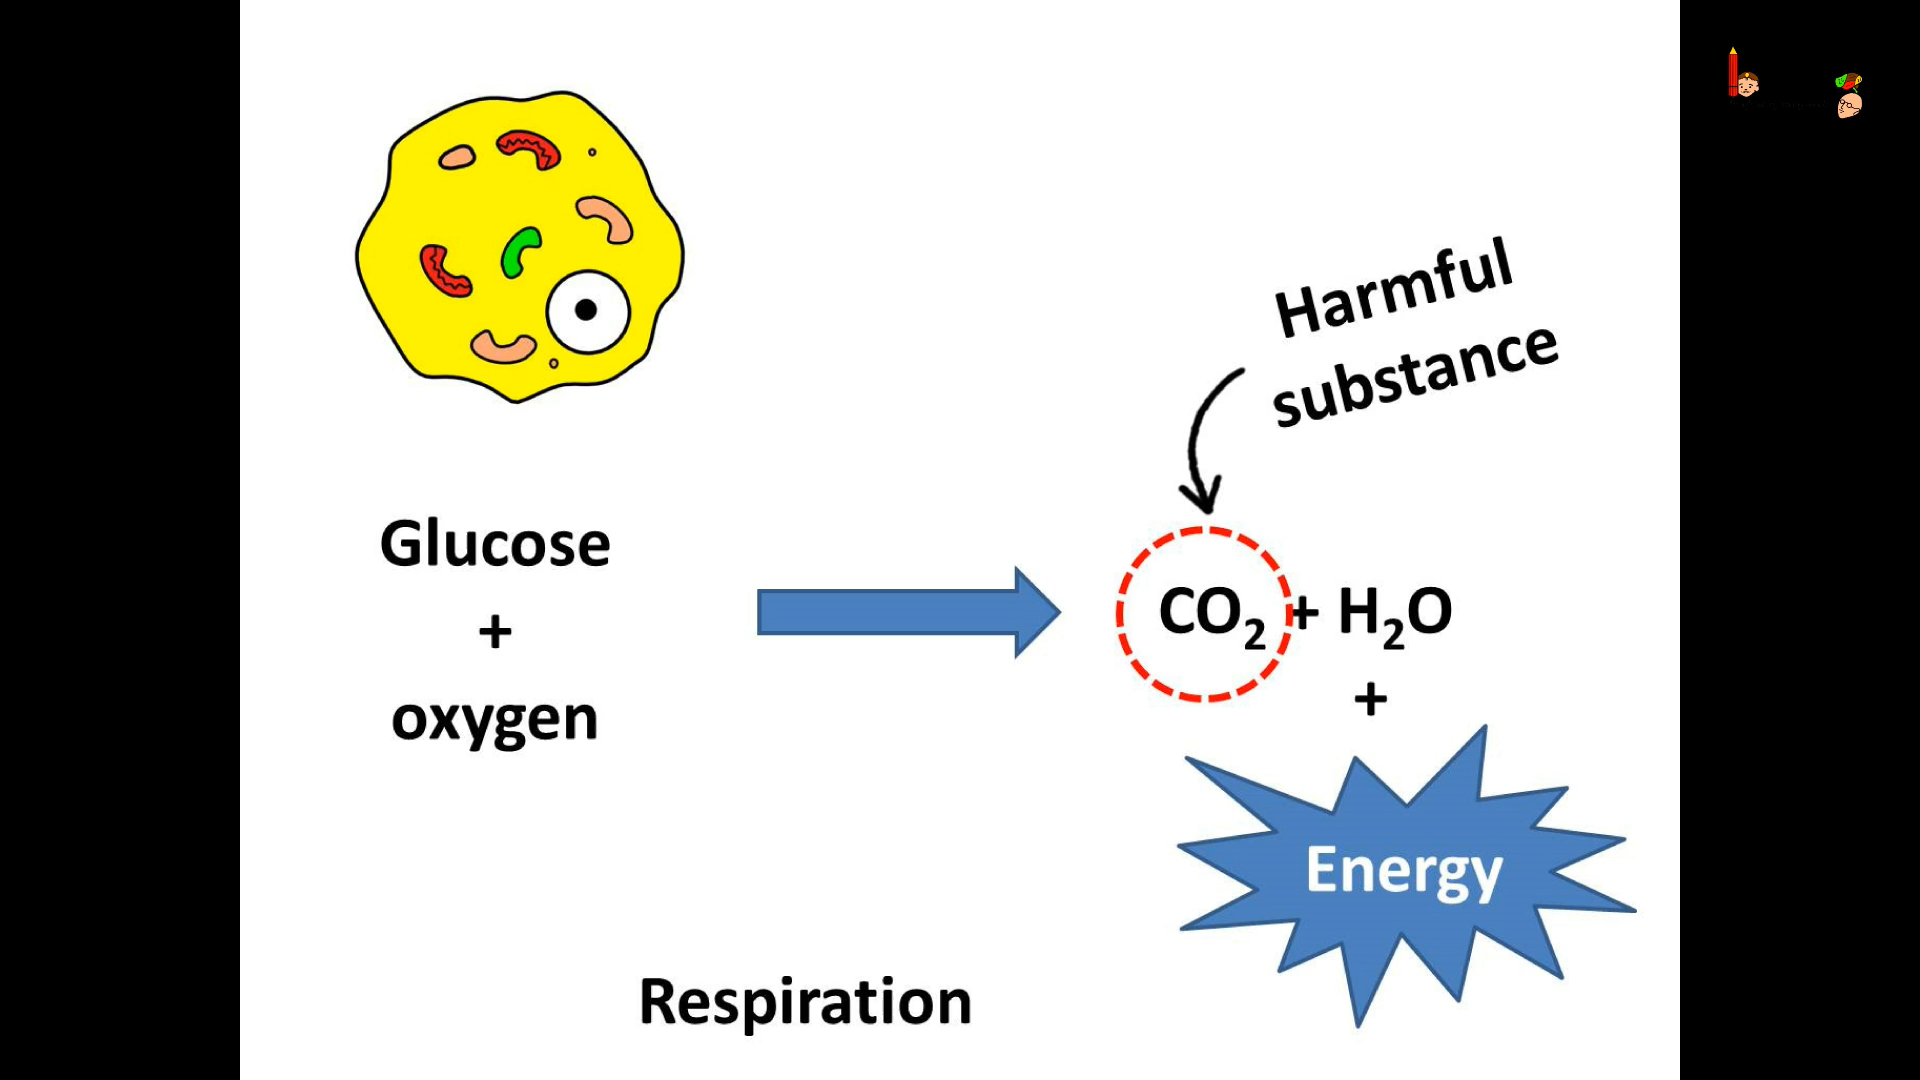 Harmful
substance
Glucose
+
oxygen
CO₂ + H₂O
+
Energy
Respiration